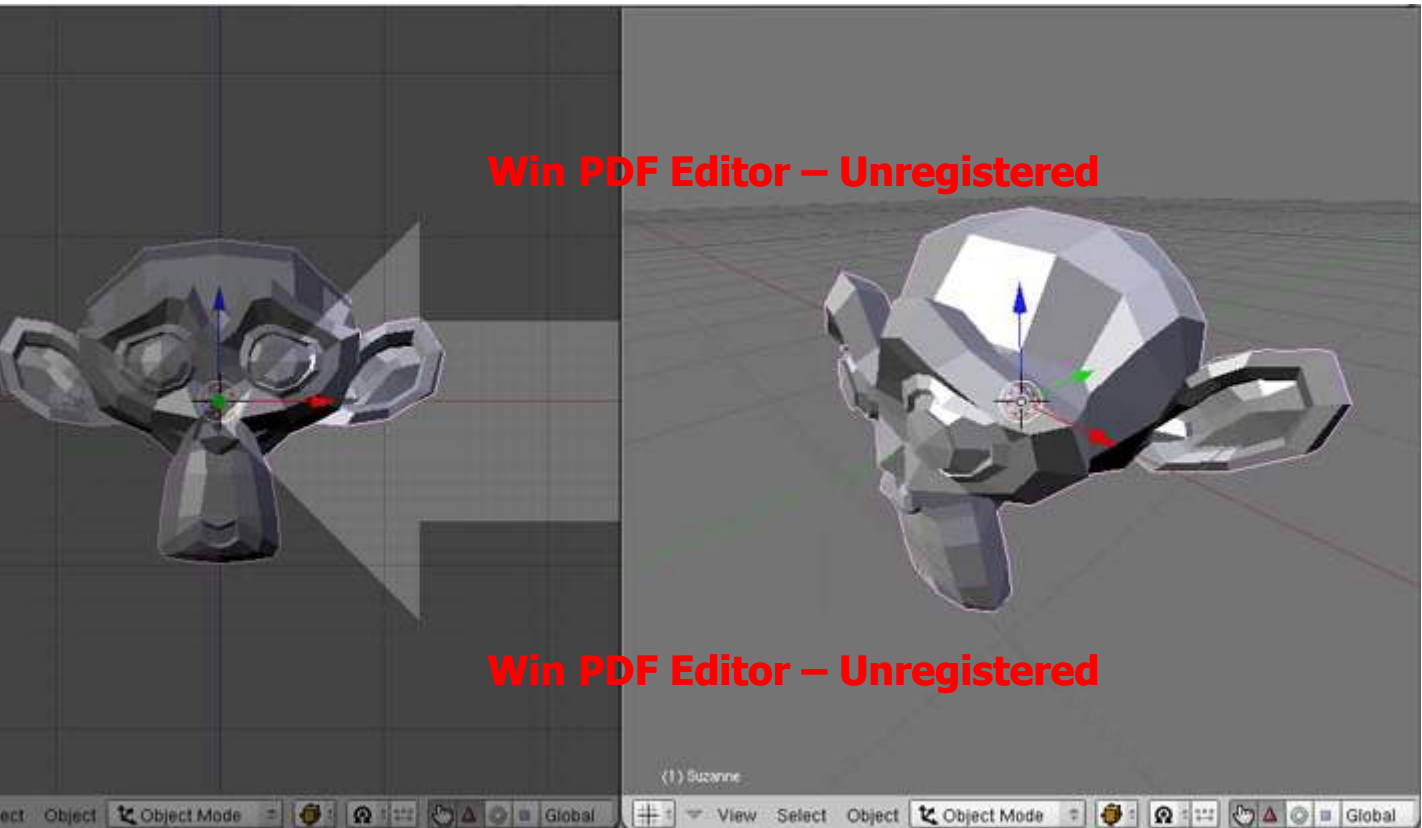 Win PDF Editor – Unregistered
Win PDF Editor – Unregistered
(1) Suzanne
ect Object Object Mode Global
View Select Object Object Mode Global